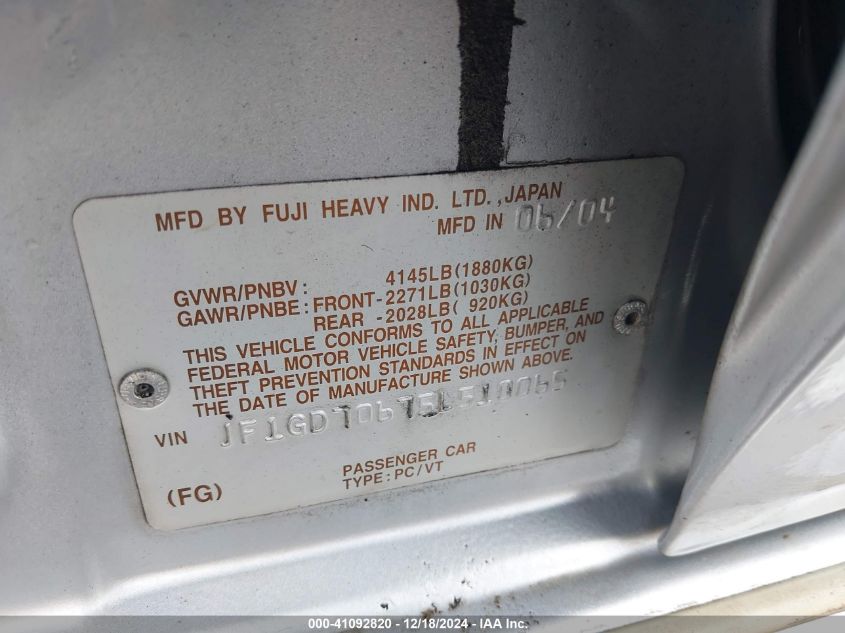 MFD BY FUJI HEAVY IND. LTD.,JAPAN
MFD IN 06/04
GVWR/PNBV: 4145LB(1880KG)
GAWR/PNBE: FRONT-2271LB(1030KG)
REAR -2028LB( 920KG)
THIS VEHICLE CONFORMS TO ALL APPLICABLE
FEDERAL MOTOR VEHICLE SAFETY, BUMPER, AND
THEFT PREVENTION STANDARDS IN EFFECT ON
THE DATE OF MANUFACTURE SHOWN ABOVE.
VIN JF1GD70675L510065
PASSENGER CAR
(FG) TYPE: PC/VT
000-41092820 - 12/18/2024 - IAA Inc.